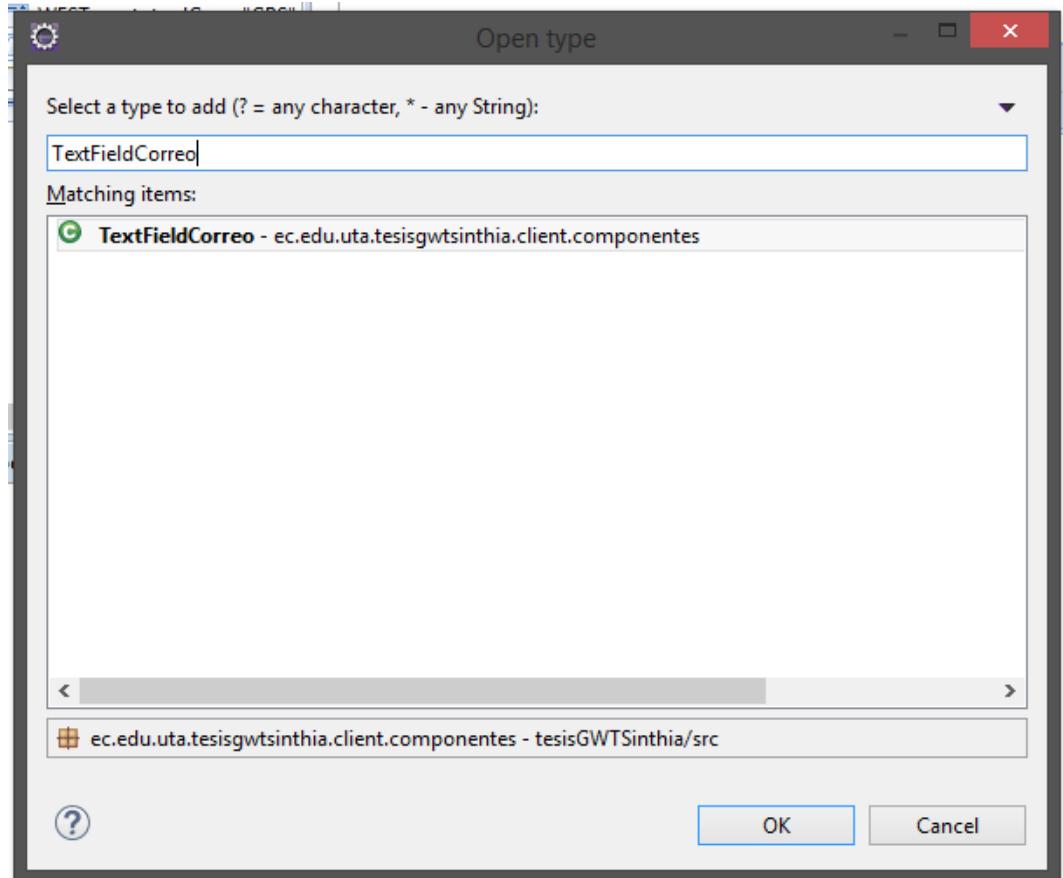 Open type
Select a type to add (? = any character, * - any String):
TextFieldCorreo
Matching items:
TextFieldCorreo - ec.edu.uta.tesisgwtsinthia.client.componentes
ec.edu.uta.tesisgwtsinthia.client.componentes - tesisGWTSinthia/src
OK Cancel